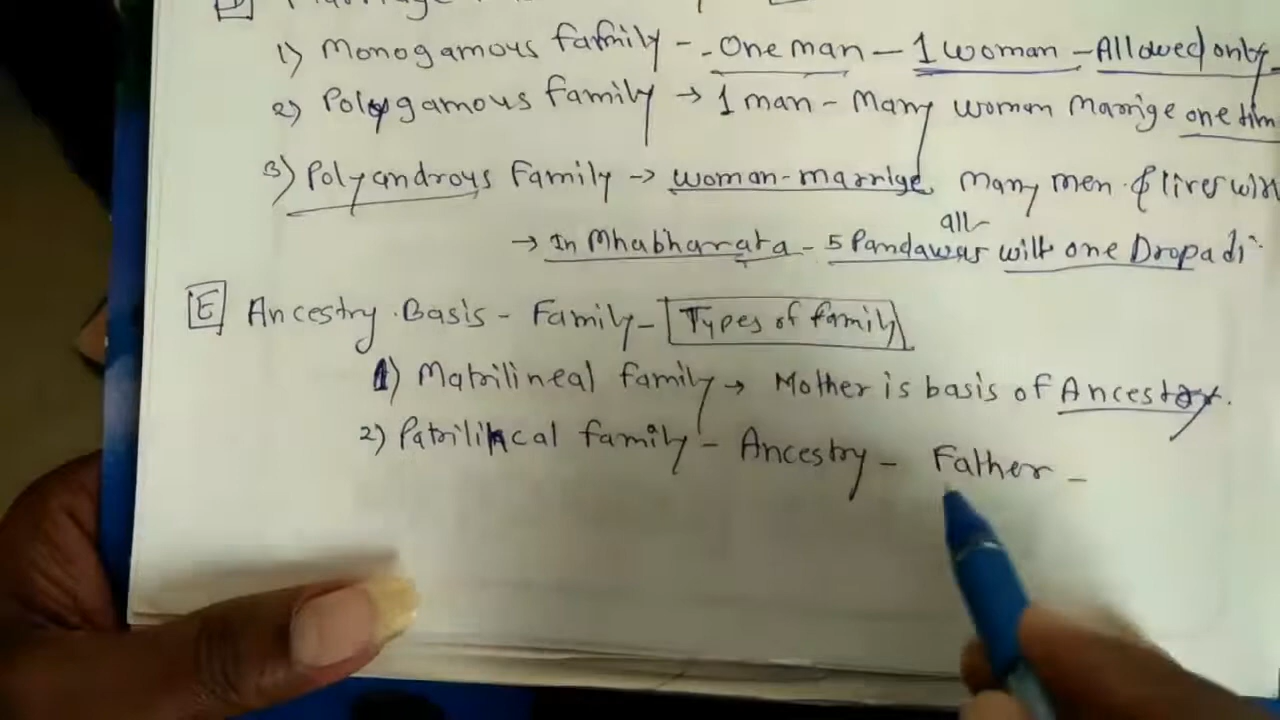 1) Monogamous family - - One man - 1 woman - Allowed only
2) Polygamous family → 1 man - Many woman Marrige one tim
3) Polyandrous Family → woman-marrige many men & lives with
all
→ In Mhabharata - 5 Pandawas with one Dropadi
E Ancestry Basis - Family - Types of family
1) Matrilineal family → Mother is basis of Ancestry.
2) Patrilineal family - Ancestry - Father -